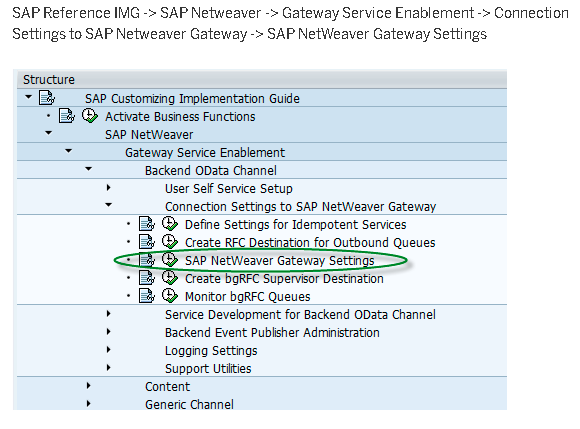 SAP Reference IMG -> SAP Netweaver -> Gateway Service Enablement -> Connection
Settings to SAP Netweaver Gateway -> SAP NetWeaver Gateway Settings
Structure
SAP Customizing Implementation Guide
Activate Business Functions
SAP NetWeaver
Gateway Service Enablement
Backend OData Channel
User Self Service Setup
Connection Settings to SAP NetWeaver Gateway
Define Settings for Idempotent Services
Create RFC Destination for Outbound Queues
SAP NetWeaver Gateway Settings
Create bgRFC Supervisor Destination
Monitor bgRFC Queues
Service Development for Backend OData Channel
Backend Event Publisher Administration
Logging Settings
Support Utilities
Content
Generic Channel